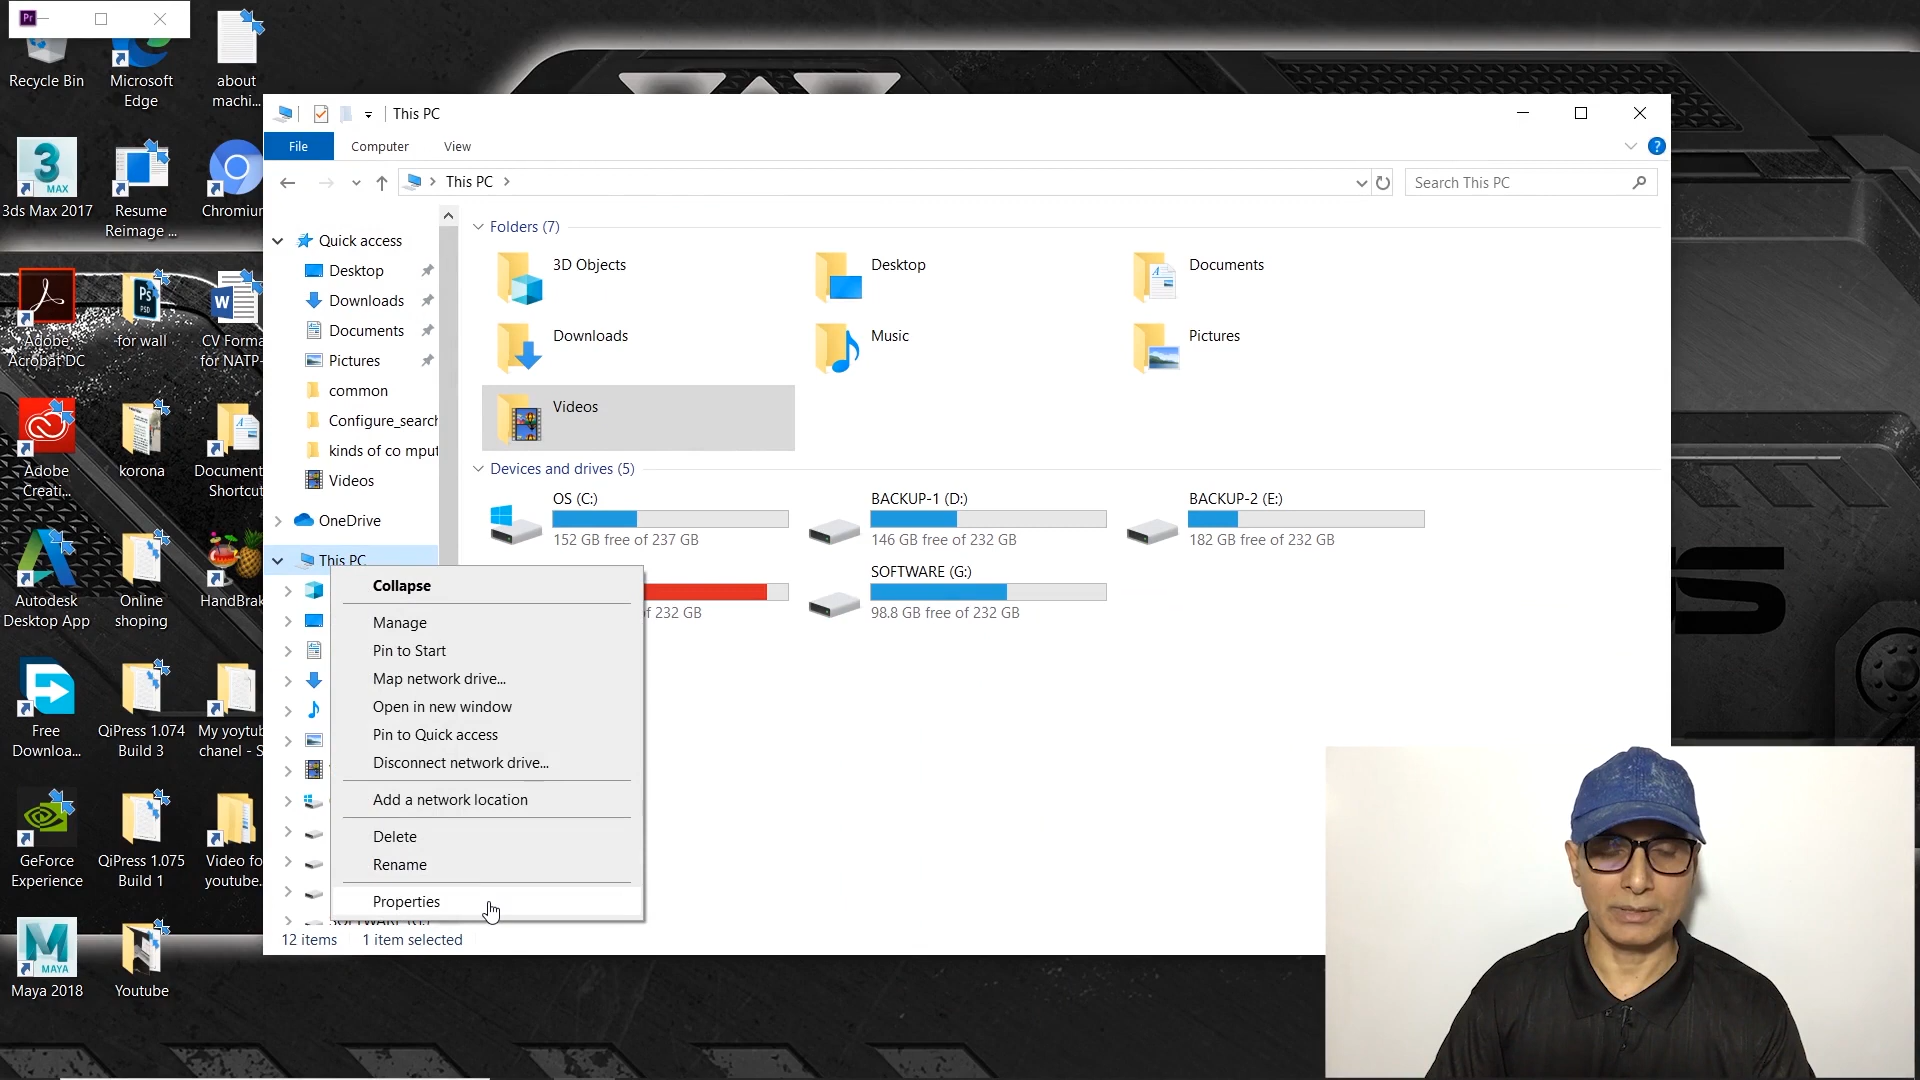 Pr
Recycle Bin
Microsoft
Edge
about
machi...
3
MAX
3ds Max 2017
Resume
Reimage ...
Chromiun
Adobe
Acrobat DC
Ps
PSD
for wall
W
CV Forma
for NATP-
Adobe
Creati...
korona
Document
Shortcut
Autodesk
Desktop App
Online
shoping
HandBrak
Free
Downloa...
QiPress 1.074
Build 3
My yoytub
chanel - S
GeForce
Experience
QiPress 1.075
Build 1
Video fo
youtube.
M
MAYA
Maya 2018
Youtube
This PC
File
Computer
View
?
This PC
Search This PC
Quick access
Desktop
Downloads
Documents
Pictures
common
Configure_search
kinds of co mput
Videos
OneDrive
This PC
Folders (7)
3D Objects
Desktop
Documents
Downloads
Music
Pictures
Videos
Devices and drives (5)
OS (C:)
152 GB free of 237 GB
BACKUP-1 (D:)
146 GB free of 232 GB
BACKUP-2 (E:)
182 GB free of 232 GB
of 232 GB
SOFTWARE (G:)
98.8 GB free of 232 GB
Collapse
Manage
Pin to Start
Map network drive...
Open in new window
Pin to Quick access
Disconnect network drive...
Add a network location
Delete
Rename
Properties
12 items
1 item selected